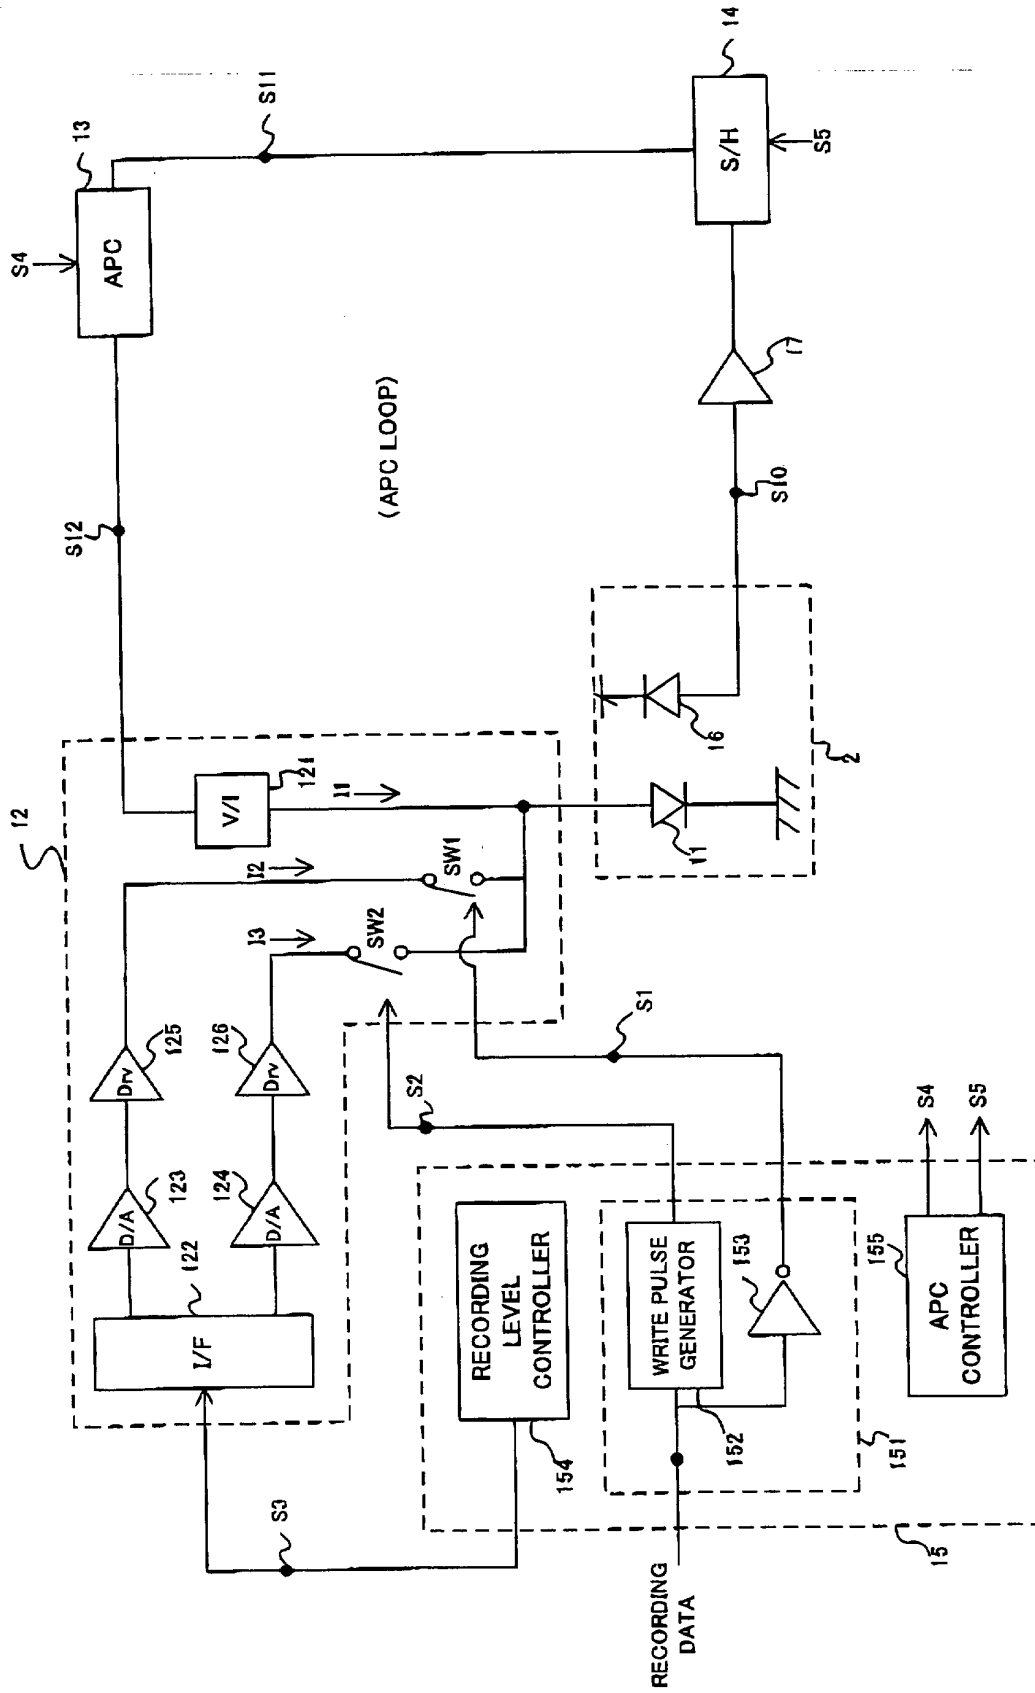 12
S12
S4
13
APC
S11
I/F
122
D/A
123
Drv
125
D/A
124
Drv
126
I2
I3
V/I
121
I1
SW1
SW2
(APC LOOP)
S3
S2
S1
RECORDING
LEVEL
CONTROLLER
154
RECORDING
DATA
WRITE PULSE
GENERATOR
152
153
151
15
155
APC
CONTROLLER
S4
S5
11
16
2
S10
17
S/H
14
S5